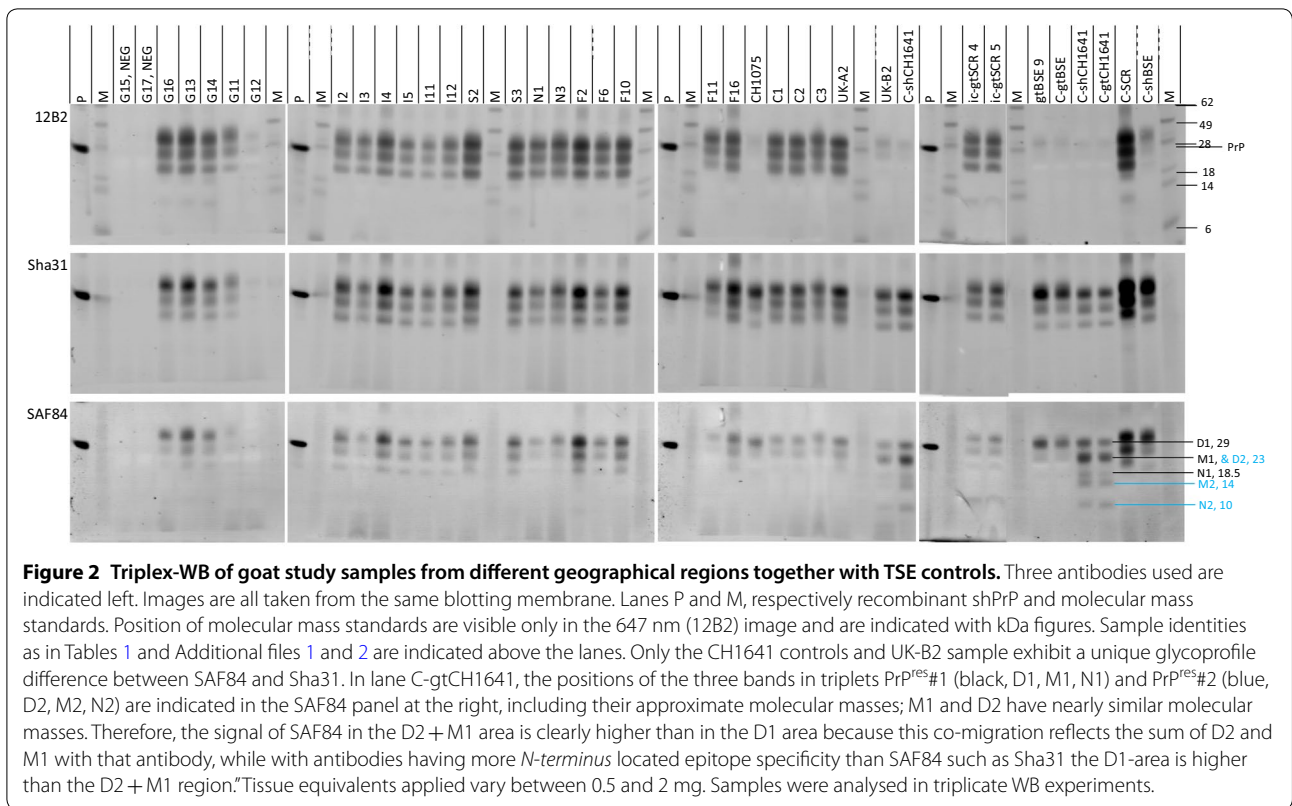 P M G15, NEG G17, NEG G16 G13 G14 G11 G12 M P M I2 I3 I4 I5 I11 I12 S2 M S3 N1 N3 F2 F6 F10 M P M F11 F16 CH1075 C1 C2 C3 UK-A2 M UK-B2 C-shCH1641 P M ic-gtSCR 4 ic-gtSCR 5 M gtBSE 9 C-gtBSE C-shCH1641 C-gtCH1641 C-SCR C-shBSE M
12B2
62
49
28
PrP
18
14
6
Sha31
SAF84
D1, 29
M1, & D2, 23
N1, 18.5
M2, 14
N2, 10
Figure 2 Triplex-WB of goat study samples from different geographical regions together with TSE controls. Three antibodies used are
indicated left. Images are all taken from the same blotting membrane. Lanes P and M, respectively recombinant shPrP and molecular mass
standards. Position of molecular mass standards are visible only in the 647 nm (12B2) image and are indicated with kDa figures. Sample identities
as in Tables 1 and Additional files 1 and 2 are indicated above the lanes. Only the CH1641 controls and UK-B2 sample exhibit a unique glycoprofile
difference between SAF84 and Sha31. In lane C-gtCH1641, the positions of the three bands in triplets PrPres#1 (black, D1, M1, N1) and PrPres#2 (blue,
D2, M2, N2) are indicated in the SAF84 panel at the right, including their approximate molecular masses; M1 and D2 have nearly similar molecular
masses. Therefore, the signal of SAF84 in the D2 + M1 area is clearly higher than in the D1 area because this co-migration reflects the sum of D2 and
M1 with that antibody, while with antibodies having more N-terminus located epitope specificity than SAF84 such as Sha31 the D1-area is higher
than the D2 + M1 region." Tissue equivalents applied vary between 0.5 and 2 mg. Samples were analysed in triplicate WB experiments.